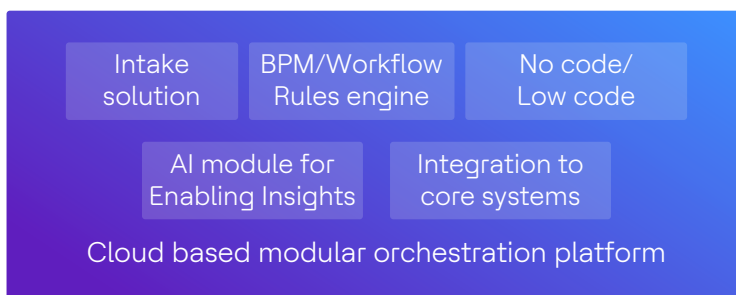 Intake
solution
BPM/Workflow
Rules engine
No code/
Low code
AI module for
Enabling Insights
Integration to
core systems
Cloud based modular orchestration platform